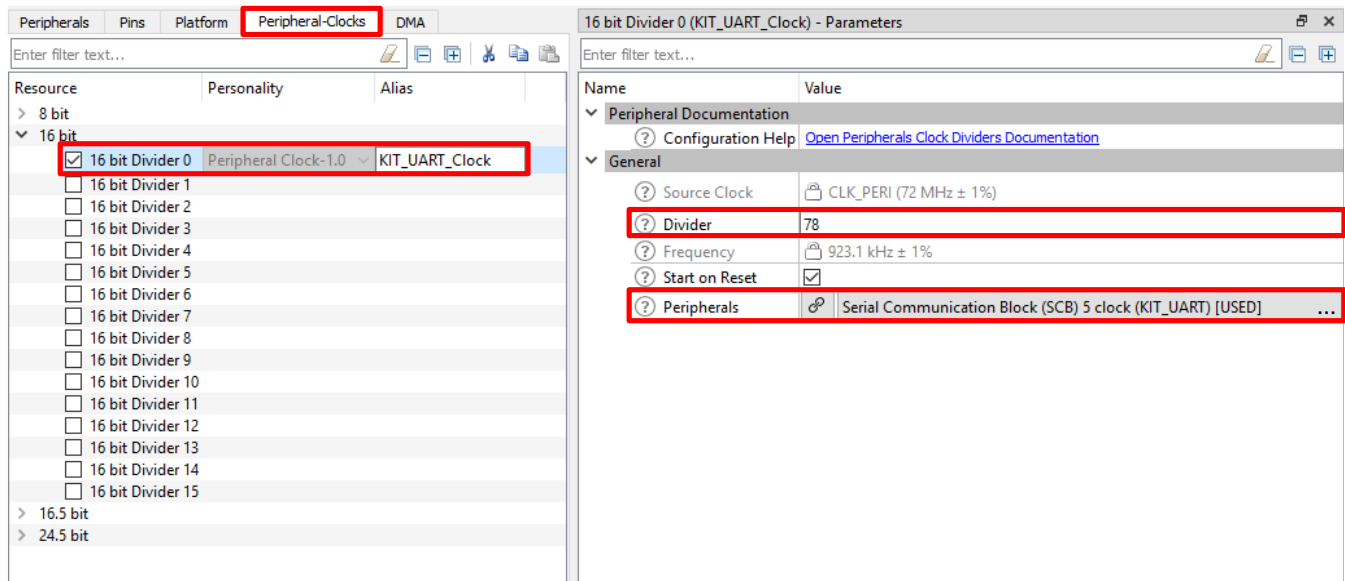 Peripherals Pins Platform Peripheral-Clocks DMA
Enter filter text...
Resource Personality Alias
8 bit
16 bit
16 bit Divider 0 Peripheral Clock-1.0 KIT_UART_Clock
16 bit Divider 1
16 bit Divider 2
16 bit Divider 3
16 bit Divider 4
16 bit Divider 5
16 bit Divider 6
16 bit Divider 7
16 bit Divider 8
16 bit Divider 9
16 bit Divider 10
16 bit Divider 11
16 bit Divider 12
16 bit Divider 13
16 bit Divider 14
16 bit Divider 15
16.5 bit
24.5 bit
16 bit Divider 0 (KIT_UART_Clock) - Parameters
Enter filter text...
Name Value
Peripheral Documentation
? Configuration Help Open Peripherals Clock Dividers Documentation
General
? Source Clock CLK_PERI (72 MHz ± 1%)
? Divider 78
? Frequency 923.1 kHz ± 1%
? Start on Reset
? Peripherals Serial Communication Block (SCB) 5 clock (KIT_UART) [USED] ...